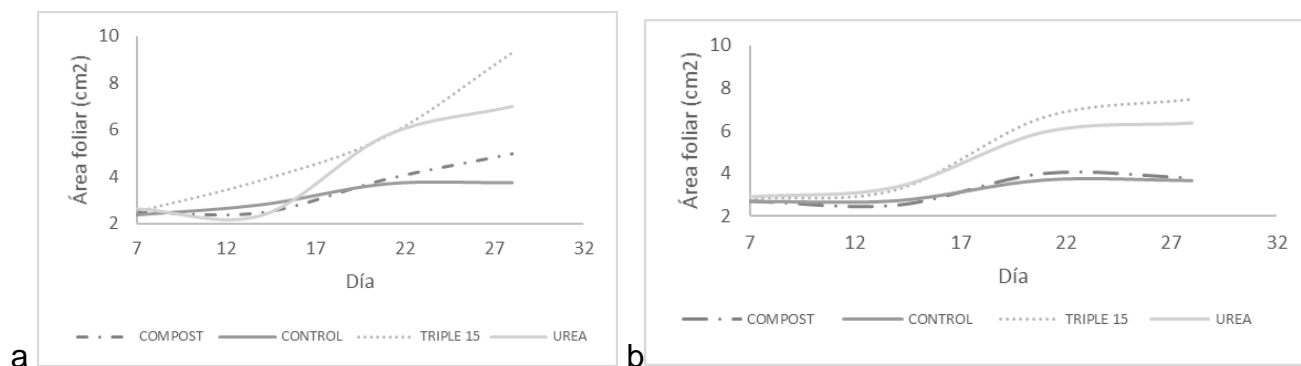 10
8
6
4
2
Área foliar (cm2)
7 12 17 22 27 32
Día
COMPOST CONTROL TRIPLE 15 UREA
a
10
8
6
4
2
Área foliar (cm2)
7 12 17 22 27 32
Día
COMPOST CONTROL TRIPLE 15 UREA
b